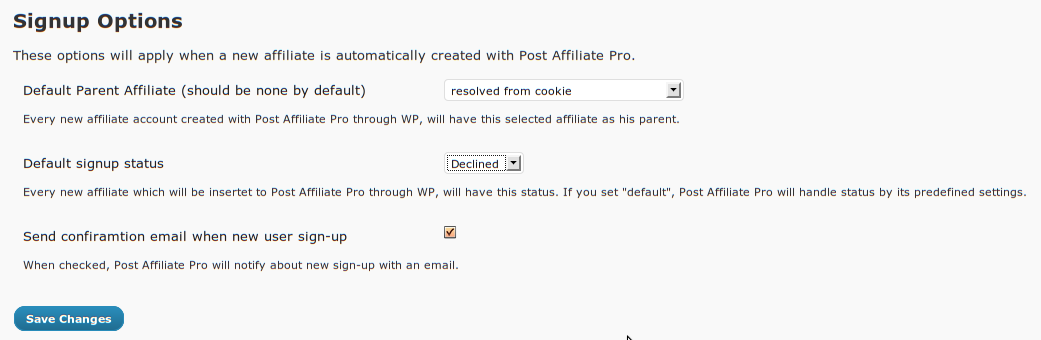 Signup Options
These options will apply when a new affiliate is automatically created with Post Affiliate Pro.
Default Parent Affiliate (should be none by default)
resolved from cookie
Every new affiliate account created with Post Affiliate Pro through WP, will have this selected affiliate as his parent.
Default signup status
Declined
Every new affiliate which will be insertet to Post Affiliate Pro through WP, will have this status. If you set "default", Post Affiliate Pro will handle status by its predefined settings.
Send confiramtion email when new user sign-up
When checked, Post Affiliate Pro will notify about new sign-up with an email.
Save Changes